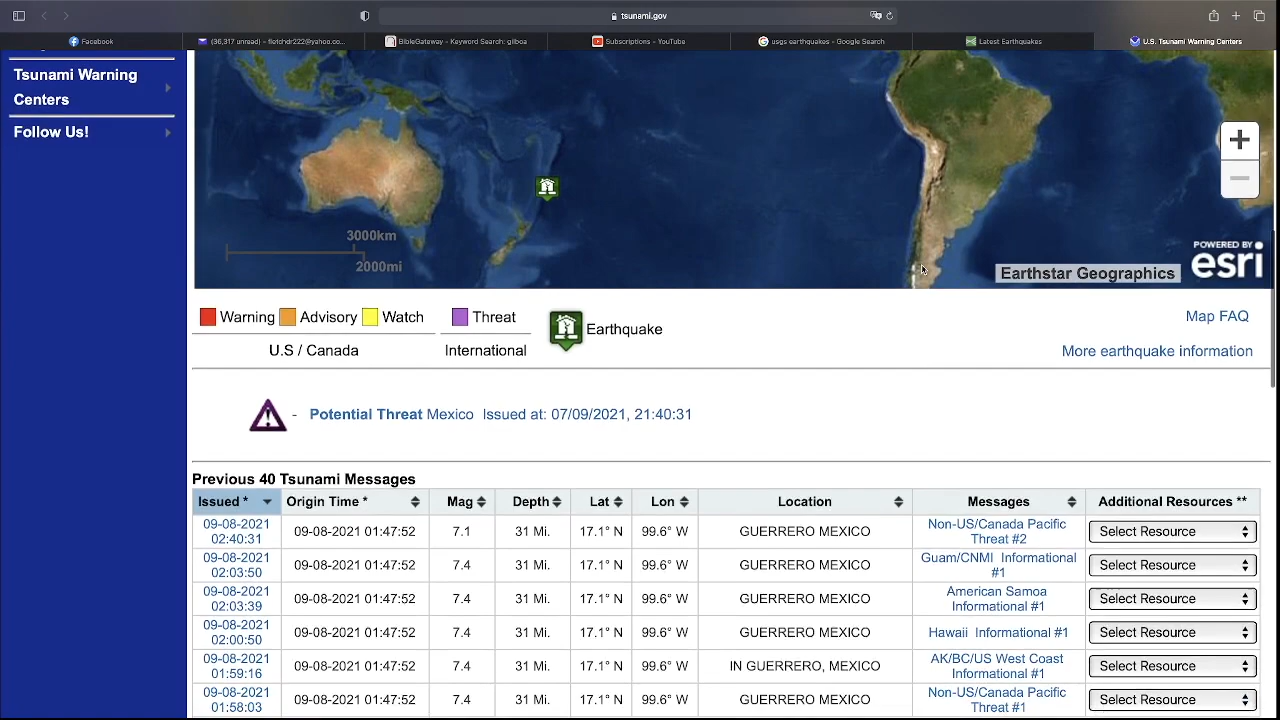 tsunami.gov
Facebook
(36,317 unread) - fletchdr222@yahoo.co...
BibleGateway - Keyword Search: gilboa
Subscriptions - YouTube
usgs earthquakes - Google Search
Latest Earthquakes
U.S. Tsunami Warning Centers
Tsunami Warning
Centers
Follow Us!
3000km
2000mi
Earthstar Geographics
POWERED BY
esri
Warning Advisory Watch Threat Earthquake
U.S / Canada International
Map FAQ
More earthquake information
- Potential Threat Mexico Issued at: 07/09/2021, 21:40:31
Previous 40 Tsunami Messages
Issued * Origin Time * Mag Depth Lat Lon Location Messages Additional Resources **
09-08-2021 02:40:31 09-08-2021 01:47:52 7.1 31 Mi. 17.1° N 99.6° W GUERRERO MEXICO Non-US/Canada Pacific Threat #2 Select Resource
09-08-2021 02:03:50 09-08-2021 01:47:52 7.4 31 Mi. 17.1° N 99.6° W GUERRERO MEXICO Guam/CNMI Informational #1 Select Resource
09-08-2021 02:03:39 09-08-2021 01:47:52 7.4 31 Mi. 17.1° N 99.6° W GUERRERO MEXICO American Samoa Informational #1 Select Resource
09-08-2021 02:00:50 09-08-2021 01:47:52 7.4 31 Mi. 17.1° N 99.6° W GUERRERO MEXICO Hawaii Informational #1 Select Resource
09-08-2021 01:59:16 09-08-2021 01:47:52 7.4 31 Mi. 17.1° N 99.6° W IN GUERRERO, MEXICO AK/BC/US West Coast Informational #1 Select Resource
09-08-2021 01:58:03 09-08-2021 01:47:52 7.4 31 Mi. 17.1° N 99.6° W GUERRERO MEXICO Non-US/Canada Pacific Threat #1 Select Resource